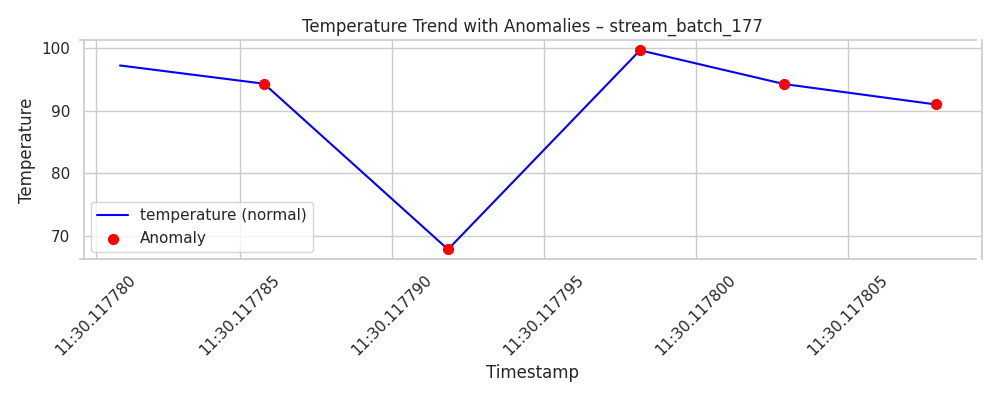 Temperature Trend with Anomalies – stream_batch_177
Temperature
100
90
80
70
temperature (normal)
Anomaly
11:30.117780
11:30.117785
11:30.117790
11:30.117795
11:30.117800
11:30.117805
Timestamp